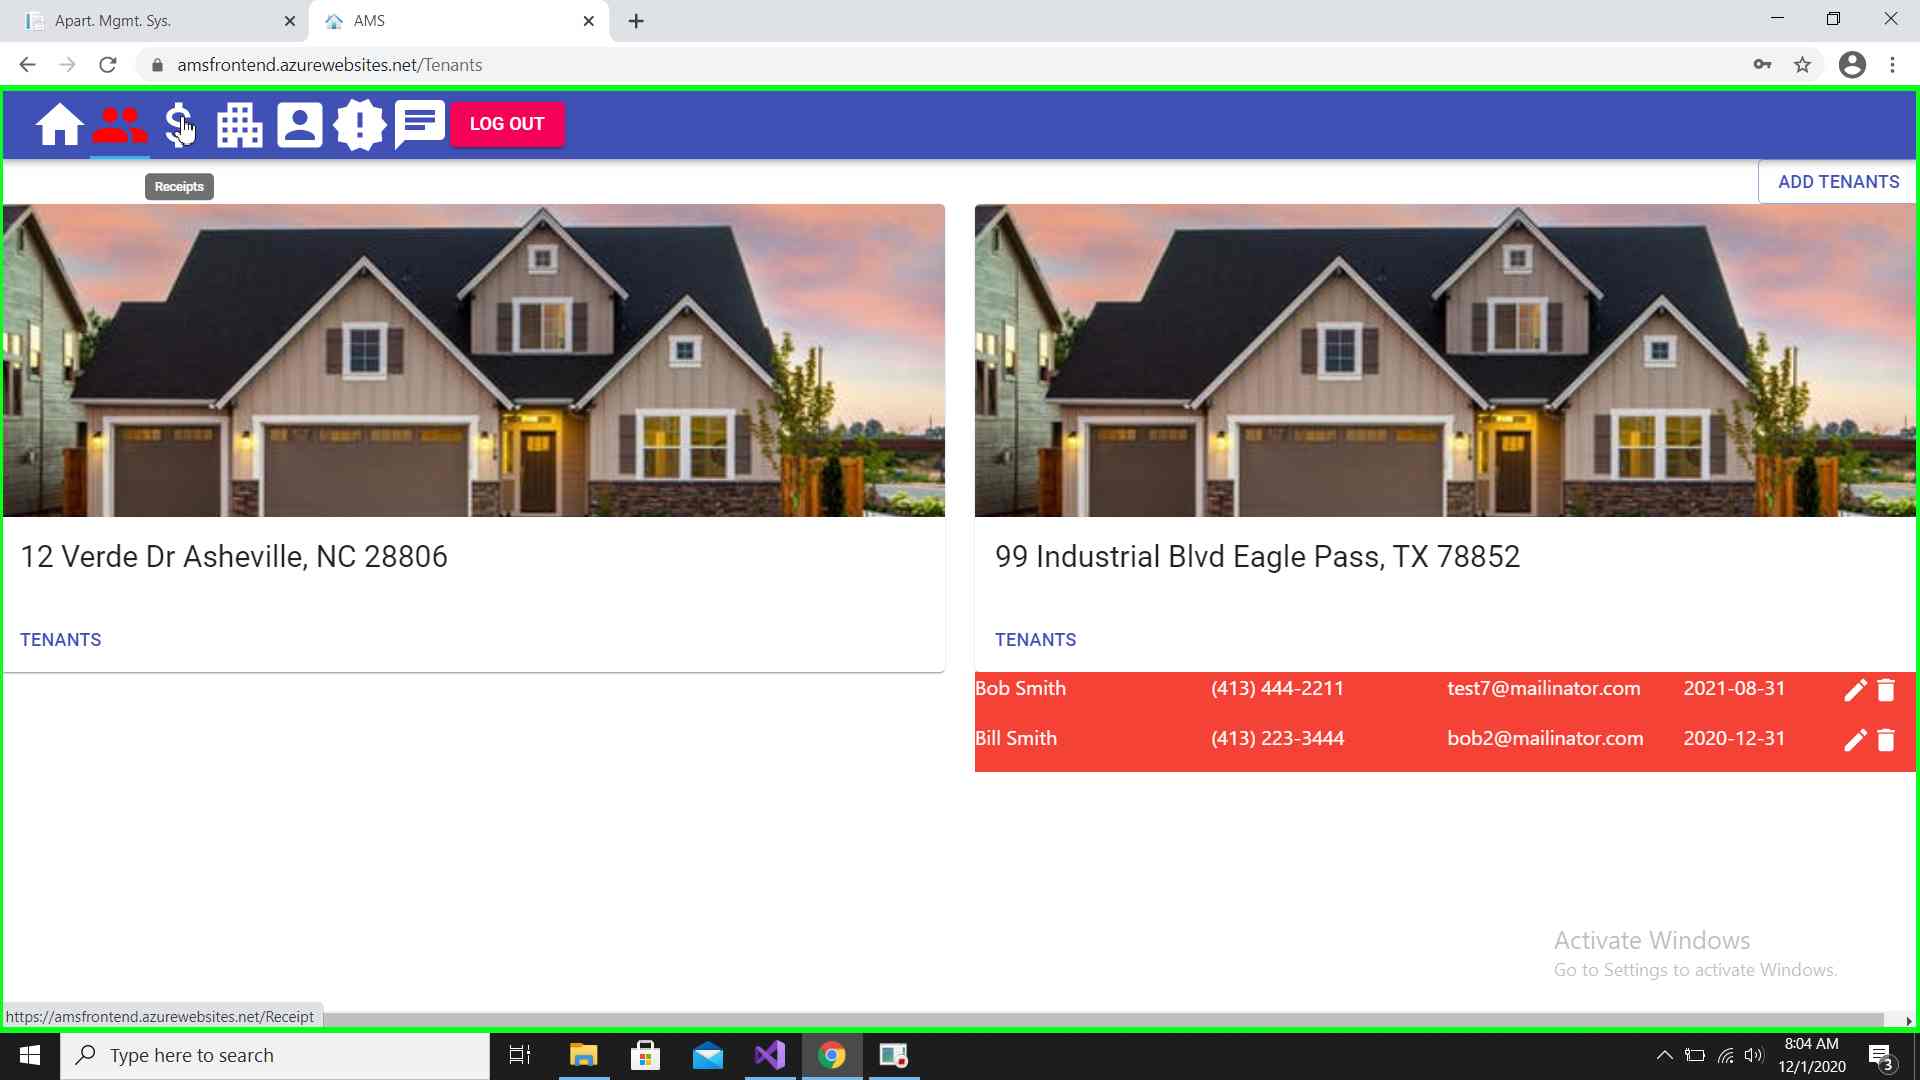 Apart. Mgmt. Sys.
AMS
amsfrontend.azurewebsites.net/Tenants
LOG OUT
Receipts
ADD TENANTS
12 Verde Dr Asheville, NC 28806
TENANTS
99 Industrial Blvd Eagle Pass, TX 78852
TENANTS
Bob Smith (413) 444-2211 test7@mailinator.com 2021-08-31
Bill Smith (413) 223-3444 bob2@mailinator.com 2020-12-31
Activate Windows
Go to Settings to activate Windows.
https://amsfrontend.azurewebsites.net/Receipt
Type here to search
8:04 AM
12/1/2020
3